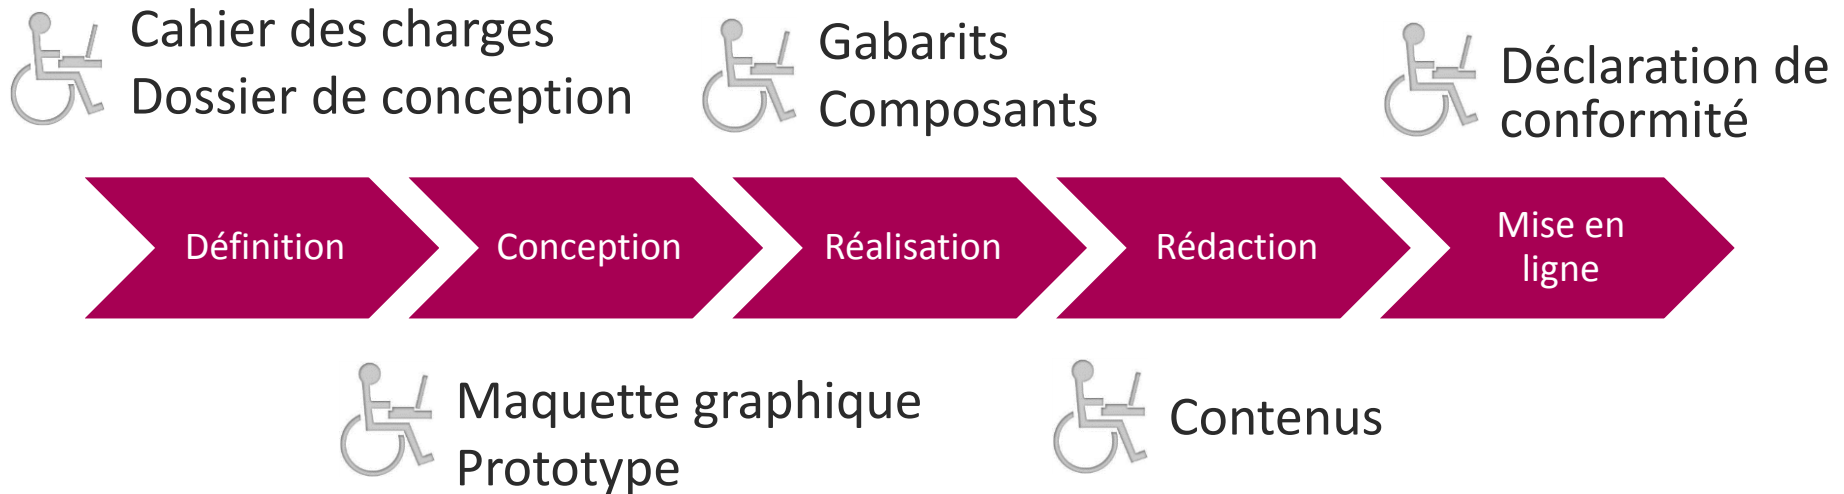 Cahier des charges
Dossier de conception
Gabarits
Composants
Déclaration de
conformité
Définition
Conception
Réalisation
Rédaction
Mise en
ligne
Maquette graphique
Prototype
Contenus